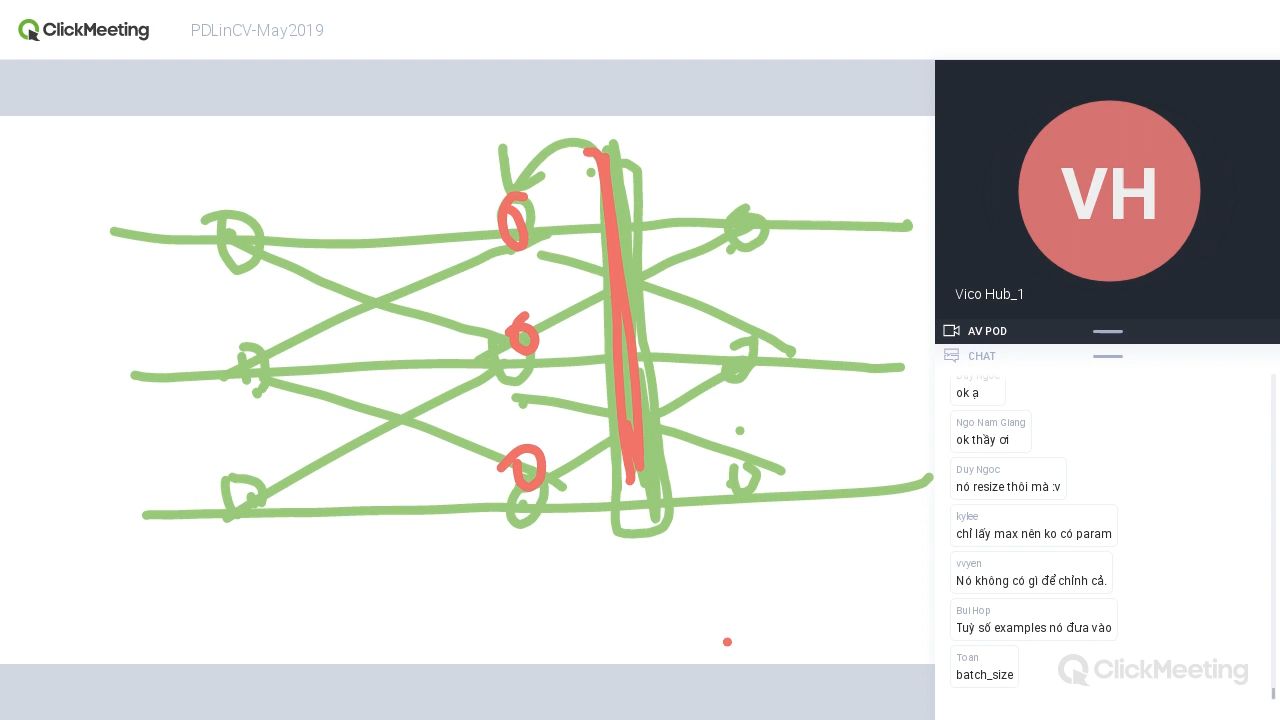 ClickMeeting
PDLinCV-May2019
VH
Vico Hub_1
AV POD
CHAT
Duy Ngoc
ok ạ
Ngo Nam Giang
ok thầy ơi
Duy Ngoc
nó resize thôi mà :v
kylee
chỉ lấy max nên ko có param
vvyen
Nó không có gì để chỉnh cả.
Bui Hop
Tuỳ số examples nó đưa vào
Toan
batch_size
ClickMeeting